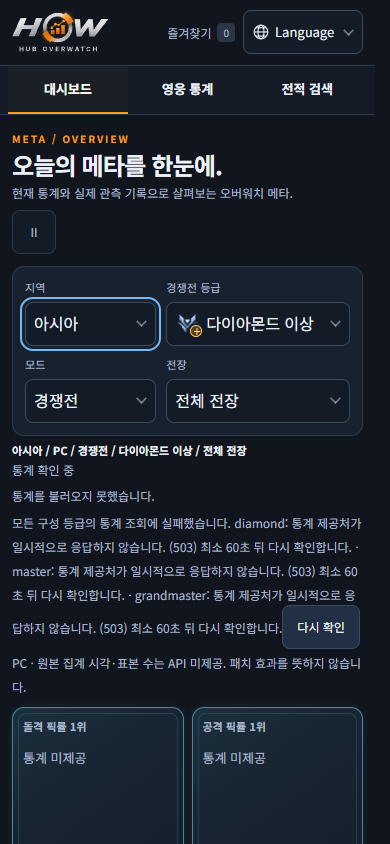 HOW
HUB OVERWATCH
즐겨찾기 0
Language
대시보드 영웅 통계 전적 검색
META / OVERVIEW
오늘의 메타를 한눈에.
현재 통계와 실제 관측 기록으로 살펴보는 오버워치 메타.
지역 경쟁전 등급
아시아 다이아몬드 이상
모드 전장
경쟁전 전체 전장
아시아 / PC / 경쟁전 / 다이아몬드 이상 / 전체 전장
통계 확인 중
통계를 불러오지 못했습니다.
모든 구성 등급의 통계 조회에 실패했습니다. diamond: 통계 제공처가
일시적으로 응답하지 않습니다. (503) 최소 60초 뒤 다시 확인합니다. ·
master: 통계 제공처가 일시적으로 응답하지 않습니다. (503) 최소 60
초 뒤 다시 확인합니다. · grandmaster: 통계 제공처가 일시적으로 응
답하지 않습니다. (503) 최소 60초 뒤 다시 확인합니다. 다시 확인
PC · 원본 집계 시각·표본 수는 API 미제공. 패치 효과를 뜻하지 않습니
다.
돌격 픽률 1위 공격 픽률 1위
통계 미제공 통계 미제공